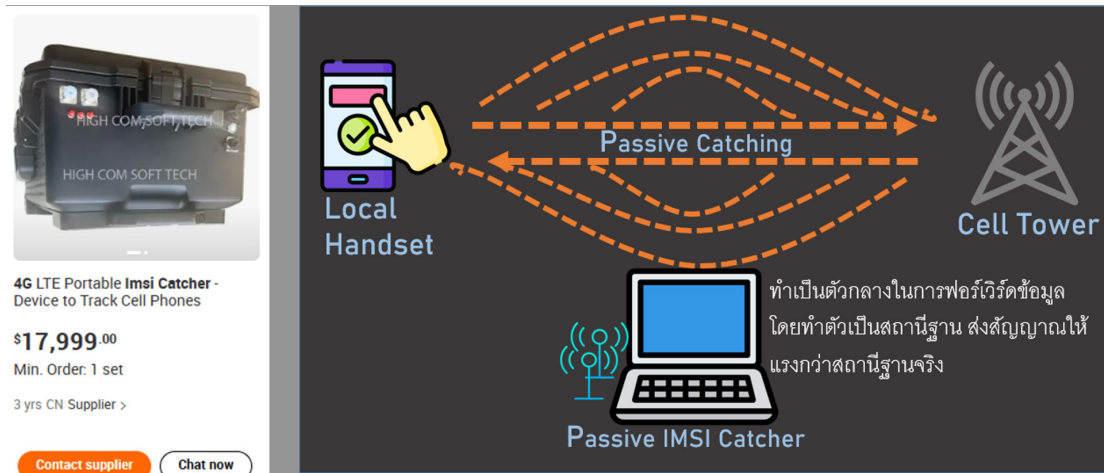 HIGH COM SOFT TECH
HIGH COM SOFT TECH
4G LTE Portable Imsi Catcher -
Device to Track Cell Phones
$17,999.00
Min. Order: 1 set
3 yrs CN Supplier >
Contact supplier
Chat now
Passive Catching
Local
Handset
Cell Tower
ทำเป็นตัวกลางในการฟอร์เวิร์ดข้อมูล
โดยทำตัวเป็นสถานีฐาน ส่งสัญญาณให้
แรงกว่าสถานีฐานจริง
Passive IMSI Catcher